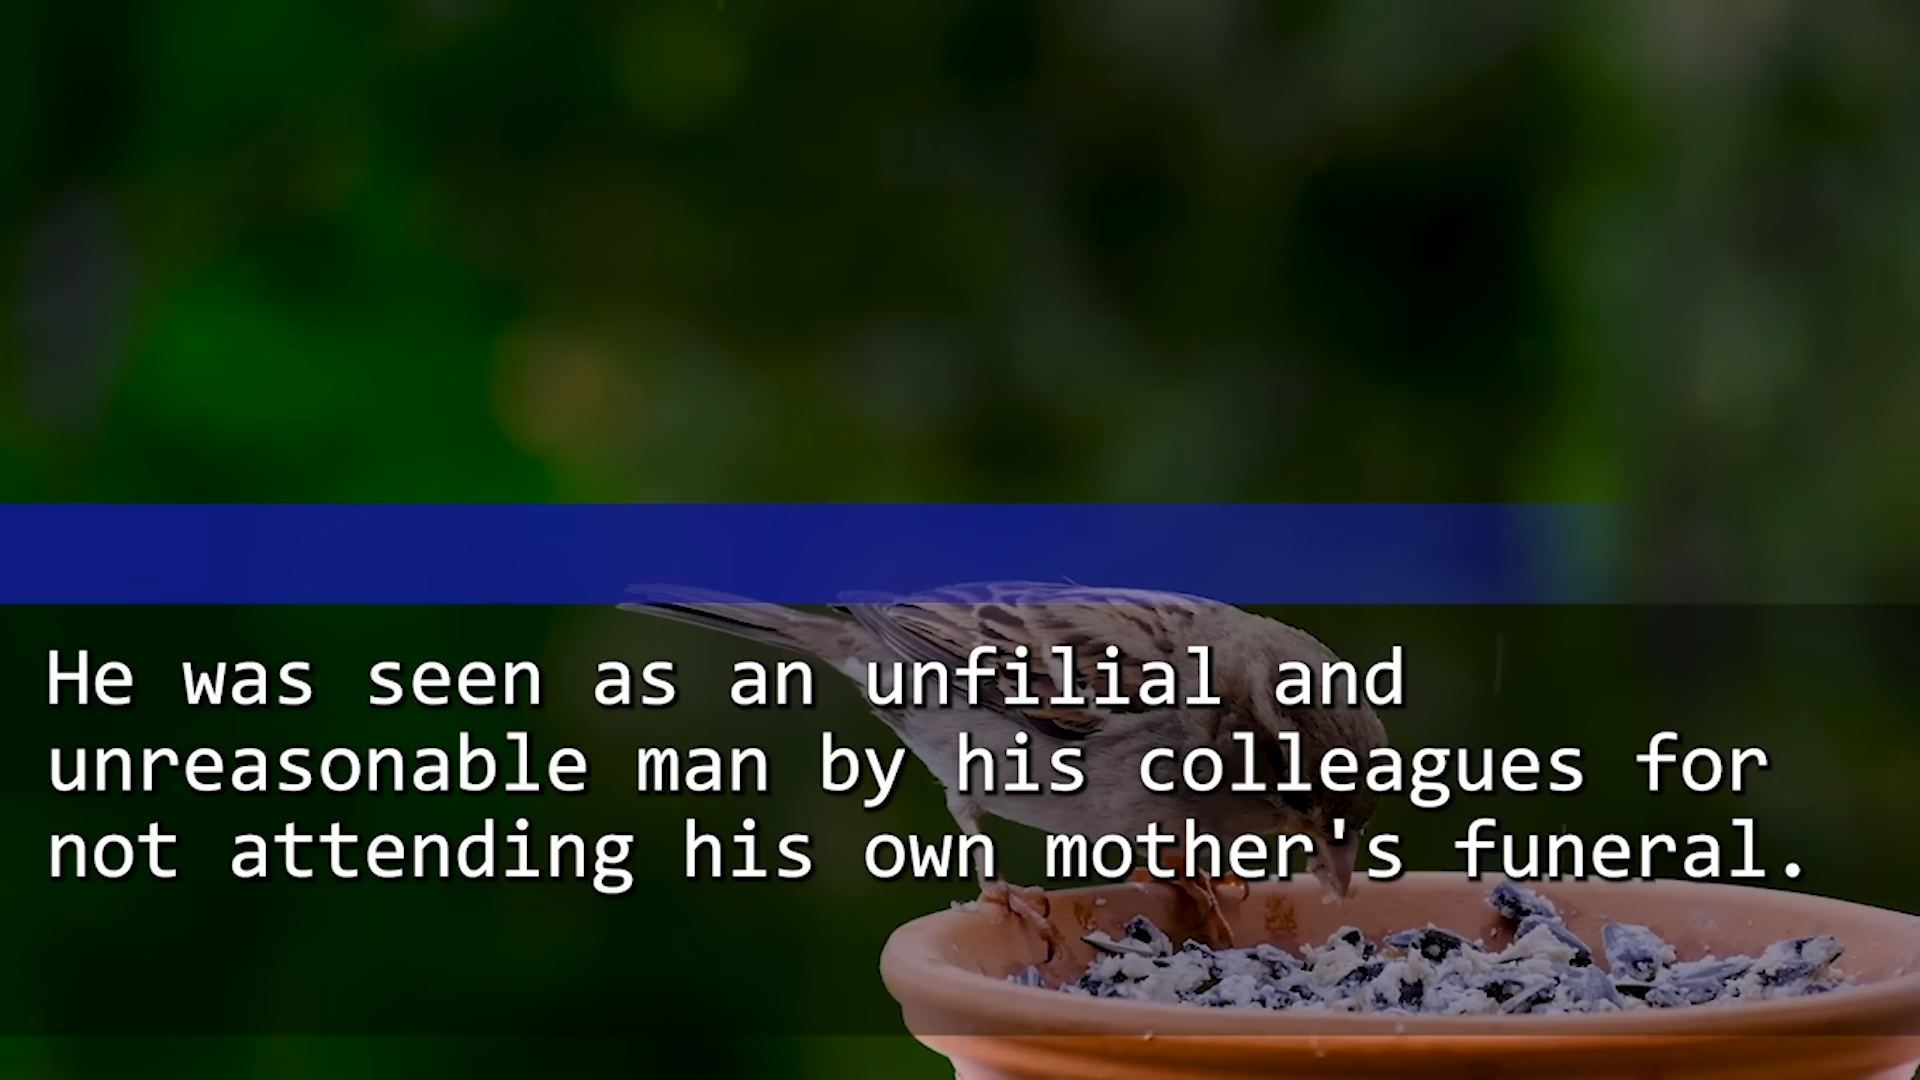 He was seen as an unfilial and
unreasonable man by his colleagues for
not attending his own mother's funeral.